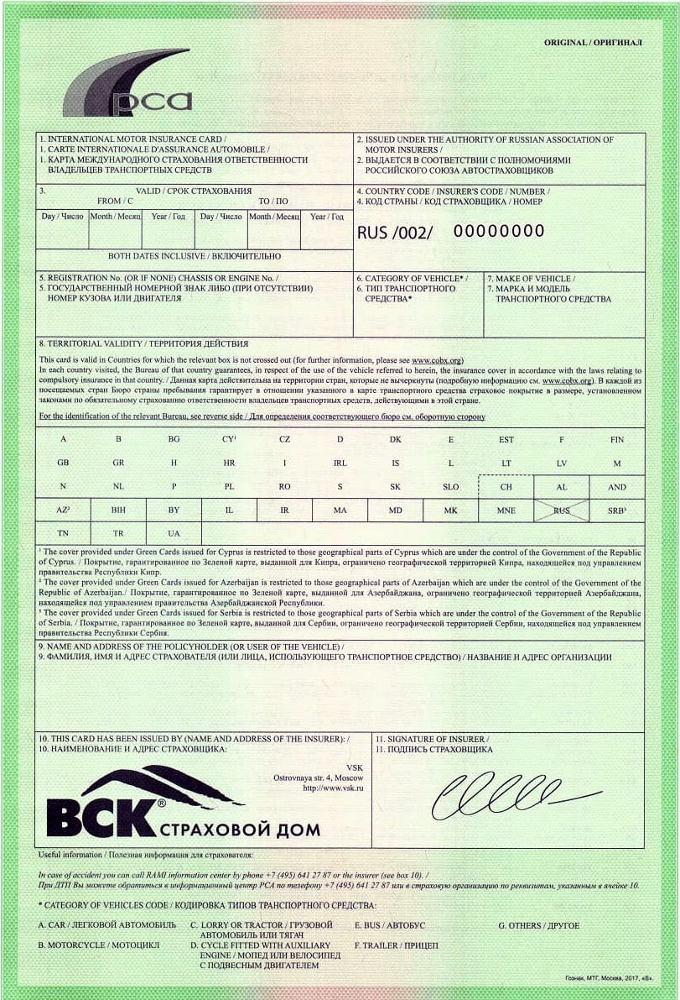 ORIGINAL / ОРИГИНАЛ
рса
1. INTERNATIONAL MOTOR INSURANCE CARD /
1. CARTE INTERNATIONALE D'ASSURANCE AUTOMOBILE /
1. КАРТА МЕЖДУНАРОДНОГО СТРАХОВАНИЯ ОТВЕТСТВЕННОСТИ
ВЛАДЕЛЬЦЕВ ТРАНСПОРТНЫХ СРЕДСТВ
2. ISSUED UNDER THE AUTHORITY OF RUSSIAN ASSOCIATION OF
MOTOR INSURERS /
2. ВЫДАЕТСЯ В СООТВЕТСТВИИ С ПОЛНОМОЧИЯМИ
РОССИЙСКОГО СОЮЗА АВТОСТРАХОВЩИКОВ
3. VALID / СРОК СТРАХОВАНИЯ
FROM / С TO / ПО
Day / Число Month / Месяц Year / Год Day / Число Month / Месяц Year / Год
BOTH DATES INCLUSIVE / ВКЛЮЧИТЕЛЬНО
4. COUNTRY CODE / INSURER'S CODE / NUMBER /
4. КОД СТРАНЫ / КОД СТРАХОВЩИКА / НОМЕР
RUS /002/ 00000000
5. REGISTRATION No. (OR IF NONE) CHASSIS OR ENGINE No. /
5. ГОСУДАРСТВЕННЫЙ НОМЕРНОЙ ЗНАК ЛИБО (ПРИ ОТСУТСТВИИ)
НОМЕР КУЗОВА ИЛИ ДВИГАТЕЛЯ
6. CATEGORY OF VEHICLE* /
6. ТИП ТРАНСПОРТНОГО
СРЕДСТВА*
7. MAKE OF VEHICLE /
7. МАРКА И МОДЕЛЬ
ТРАНСПОРТНОГО СРЕДСТВА
8. TERRITORIAL VALIDITY / ТЕРРИТОРИЯ ДЕЙСТВИЯ
This card is valid in Countries for which the relevant box is not crossed out (for further information, please see www.cobx.org)
In each country visited, the Bureau of that country guarantees, in respect of the use of the vehicle referred to herein, the insurance cover in accordance with the laws relating to
compulsory insurance in that country. / Данная карта действительна на территории стран, которые не вычеркнуты (подробную информацию см. www.cobx.org). В каждой из
посещаемых стран Бюро страны пребывания гарантирует в отношении указанного в карте транспортного средства страховое покрытие в размере, установленном
законами по обязательному страхованию ответственности владельцев транспортных средств, действующими в этой стране.
For the identification of the relevant Bureau, see reverse side / Для определения соответствующего бюро см. оборотную сторону
A B BG CY¹ CZ D DK E EST F FIN
GB GR H HR I IRL IS L LT LV M
N NL P PL RO S SK SLO CH AL AND
AZ² BIH BY IL IR MA MD MK MNE RUS SRB³
TN TR UA
¹ The cover provided under Green Cards issued for Cyprus is restricted to those geographical parts of Cyprus which are under the control of the Government of the Republic
of Cyprus. / Покрытие, гарантированное по Зеленой карте, выданной для Кипра, ограничено географической территорией Кипра, находящейся под управлением
правительства Республики Кипр.
² The cover provided under Green Cards issued for Azerbaijan is restricted to those geographical parts of Azerbaijan which are under the control of the Government of the
Republic of Azerbaijan./ Покрытие, гарантированное по Зеленой карте, выданной для Азербайджана, ограничено географической территорией Азербайджана,
находящейся под управлением правительства Азербайджанской Республики.
³ The cover provided under Green Cards issued for Serbia is restricted to those geographical parts of Serbia which are under the control of the Government of the Republic
of Serbia. / Покрытие, гарантированное по Зеленой карте, выданной для Сербии, ограничено географической территорией Сербии, находящейся под управлением
правительства Республики Сербия.
9. NAME AND ADDRESS OF THE POLICYHOLDER (OR USER OF THE VEHICLE) /
9. ФАМИЛИЯ, ИМЯ И АДРЕС СТРАХОВАТЕЛЯ (ИЛИ ЛИЦА, ИСПОЛЬЗУЮЩЕГО ТРАНСПОРТНОЕ СРЕДСТВО) / НАЗВАНИЕ И АДРЕС ОРГАНИЗАЦИИ
10. THIS CARD HAS BEEN ISSUED BY (NAME AND ADDRESS OF THE INSURER): /
10. НАИМЕНОВАНИЕ И АДРЕС СТРАХОВЩИКА:
VSK
Ostrovnaya str. 4, Moscow
http://www.vsk.ru
ВСК® СТРАХОВОЙ ДОМ
11. SIGNATURE OF INSURER /
11. ПОДПИСЬ СТРАХОВЩИКА
Useful information / Полезная информация для страхователя:
In case of accident you can call RAMI information center by phone +7 (495) 641 27 87 or the insurer (see box 10). /
При ДТП Вы можете обратиться в информационный центр РСА по телефону +7 (495) 641 27 87 или в страховую организацию по реквизитам, указанным в ячейке 10.
* CATEGORY OF VEHICLES CODE / КОДИРОВКА ТИПОВ ТРАНСПОРТНОГО СРЕДСТВА:
A. CAR / ЛЕГКОВОЙ АВТОМОБИЛЬ
B. MOTORCYCLE / МОТОЦИКЛ
C. LORRY OR TRACTOR / ГРУЗОВОЙ
АВТОМОБИЛЬ ИЛИ ТЯГАЧ
D. CYCLE FITTED WITH AUXILIARY
ENGINE / МОПЕД ИЛИ ВЕЛОСИПЕД
С ПОДВЕСНЫМ ДВИГАТЕЛЕМ
E. BUS / АВТОБУС
F. TRAILER / ПРИЦЕП
G. OTHERS / ДРУГОЕ
Гознак, МТГ, Москва, 2017, «В».